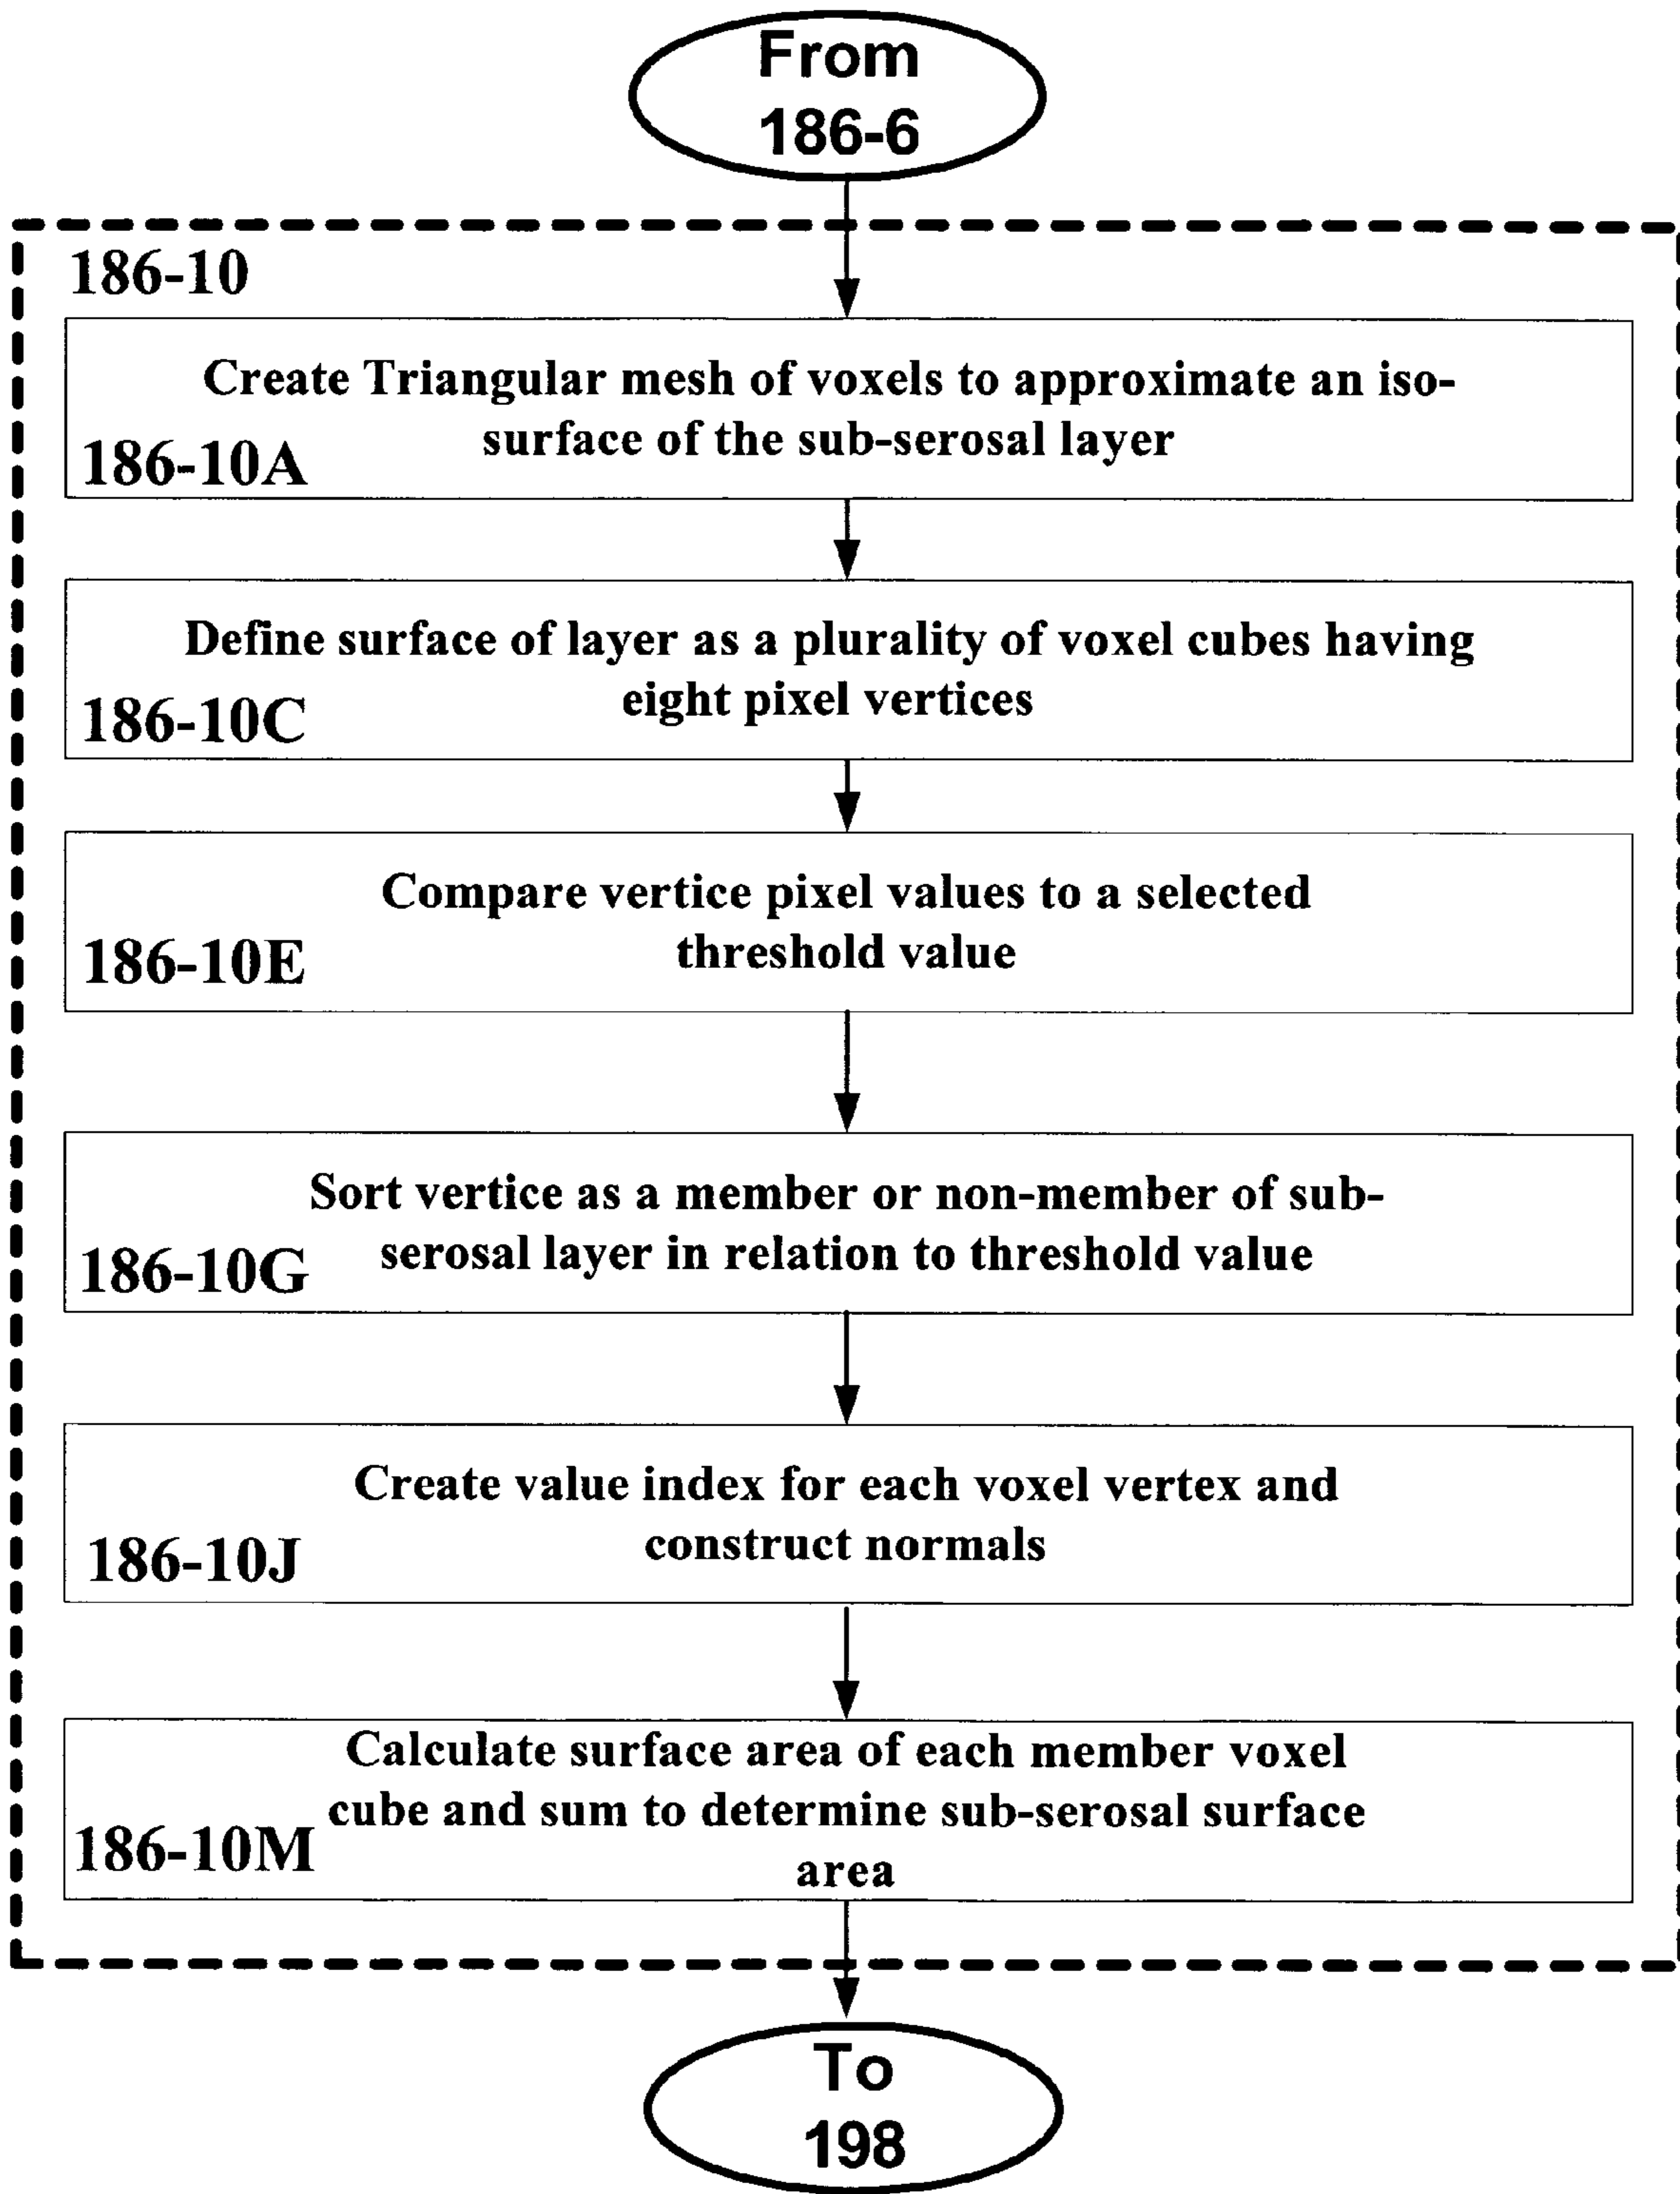 From
186-6
186-10
Create Triangular mesh of voxels to approximate an iso-
surface of the sub-serosal layer
186-10A
Define surface of layer as a plurality of voxel cubes having
eight pixel vertices
186-10C
Compare vertice pixel values to a selected
threshold value
186-10E
Sort vertice as a member or non-member of sub-
serosal layer in relation to threshold value
186-10G
Create value index for each voxel vertex and
construct normals
186-10J
Calculate surface area of each member voxel
cube and sum to determine sub-serosal surface
area
186-10M
To
198